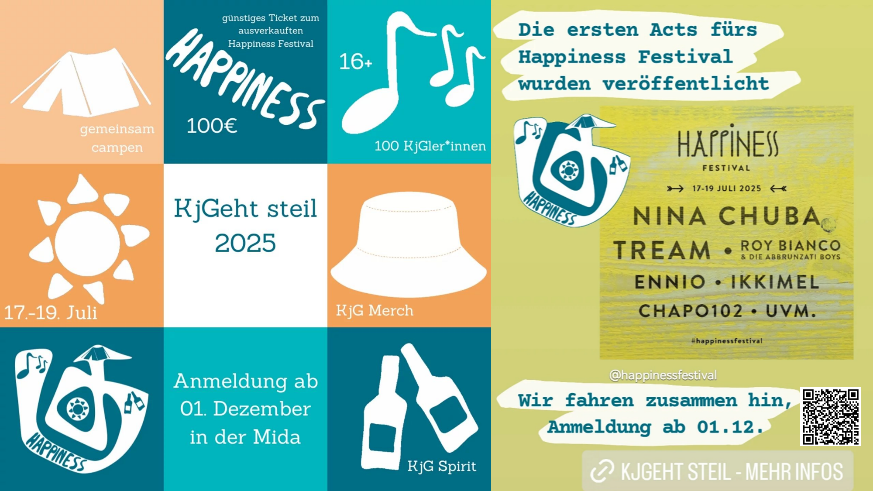 gemeinsam
campen
günstiges Ticket zum
ausverkauften
Happiness Festival
HAPPINESS
100€
16+
100 KjGler*innen
17.-19. Juli
KjGeht steil
2025
KjG Merch
HAPPINESS
Anmeldung ab
01. Dezember
in der Mida
KjG Spirit
Die ersten Acts fürs
Happiness Festival
wurden veröffentlicht
HAPPINESS
HAPPINESS
FESTIVAL
17-19 JULI 2025
NINA CHUBA
TREAM • ROY BIANCO
& DIE ABBRUNZATI BOYS
ENNIO • IKKIMEL
CHAPO102 • UVM.
#happinessfestival
@happinessfestival
Wir fahren zusammen hin,
Anmeldung ab 01.12.
KJGEHT STEIL - MEHR INFOS